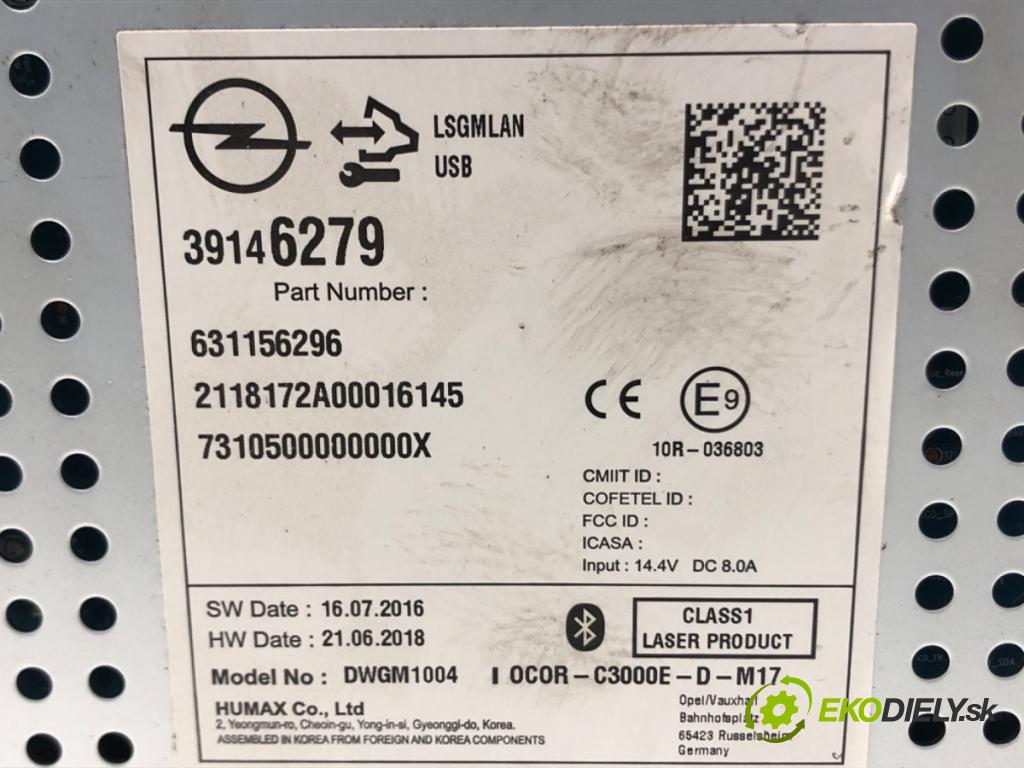 LSGMLAN
USB
39146279
Part Number :
631156296
2118172A00016145
7310500000000X
CE E9
10R-036803
CMIIT ID :
COFETEL ID :
FCC ID :
ICASA :
Input : 14.4V DC 8.0A
SW Date : 16.07.2016
HW Date : 21.06.2018
CLASS1
LASER PRODUCT
Model No : DWGM1004 I OCOR-C3000E-D-M17
HUMAX Co., Ltd
2, Yeongmun-ro, Cheoin-gu, Yong-in-si, Gyeonggi-do, Korea.
ASSEMBLED IN KOREA FROM FOREIGN AND KOREA COMPONENTS
Opel/Vauxhall
Bahnhofsplatz
65423 Russelsheim
Germany
EKODIELY.sk